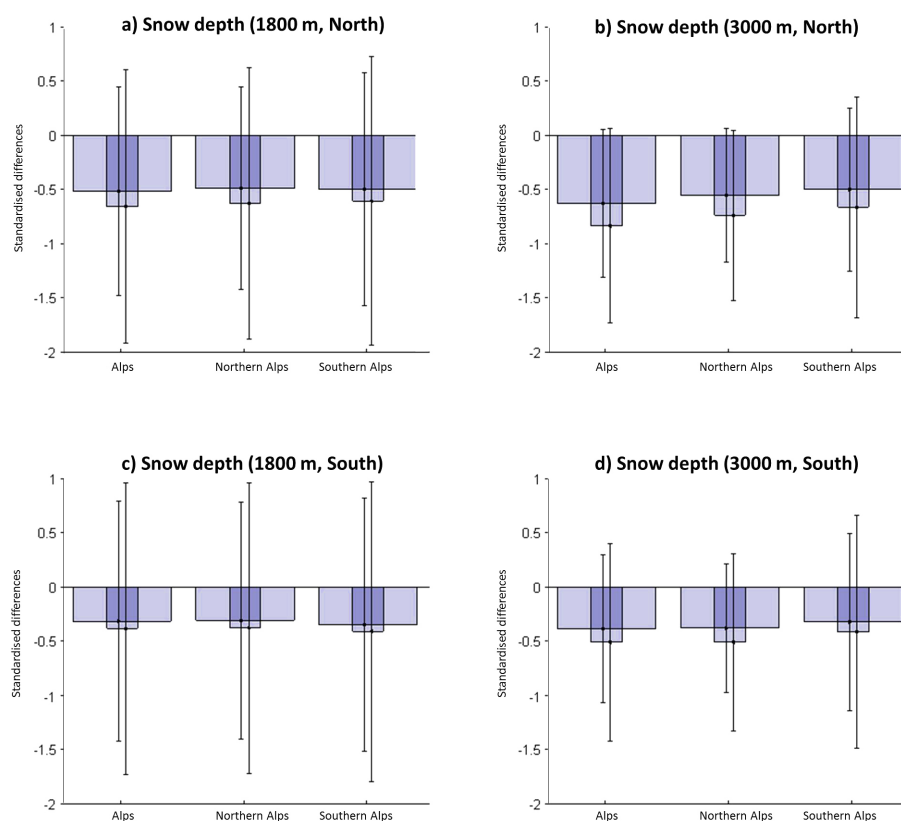 a) Snow depth (1800 m, North)
1
0.5
0
-0.5
-1
-1.5
-2
Standardised differences
Alps
Northern Alps
Southern Alps
b) Snow depth (3000 m, North)
1
0.5
0
-0.5
-1
-1.5
-2
Standardised differences
Alps
Northern Alps
Southern Alps
c) Snow depth (1800 m, South)
1
0.5
0
-0.5
-1
-1.5
-2
Standardised differences
Alps
Northern Alps
Southern Alps
d) Snow depth (3000 m, South)
1
0.5
0
-0.5
-1
-1.5
-2
Standardised differences
Alps
Northern Alps
Southern Alps